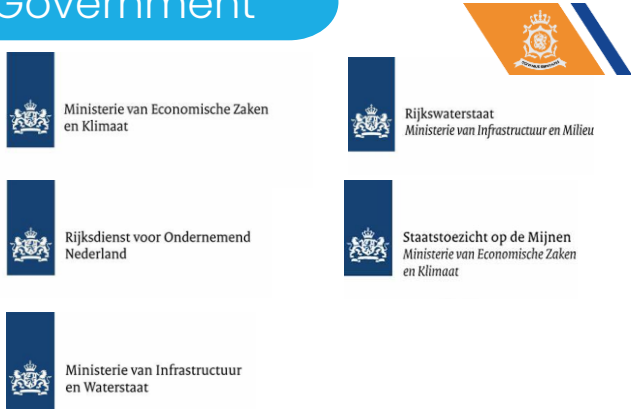 Government
Ministerie van Economische Zaken
en Klimaat
Rijkswaterstaat
Ministerie van Infrastructuur en Milieu
Rijksdienst voor Ondernemend
Nederland
Staatstoezicht op de Mijnen
Ministerie van Economische Zaken
en Klimaat
Ministerie van Infrastructuur
en Waterstaat